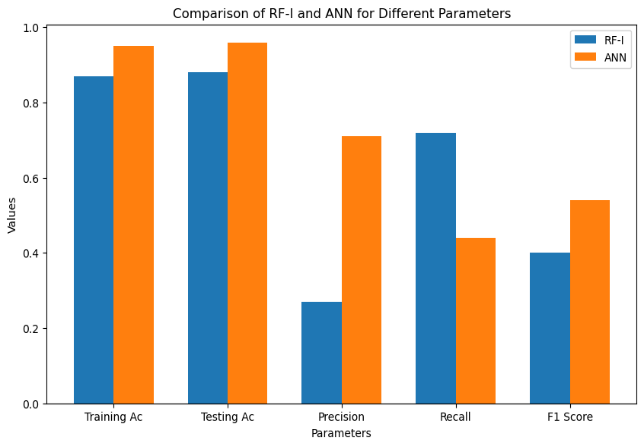 Comparison of RF-I and ANN for Different Parameters
RF-I
ANN
1.0
0.8
0.6
0.4
0.2
0.0
Values
Training Ac Testing Ac Precision Recall F1 Score
Parameters